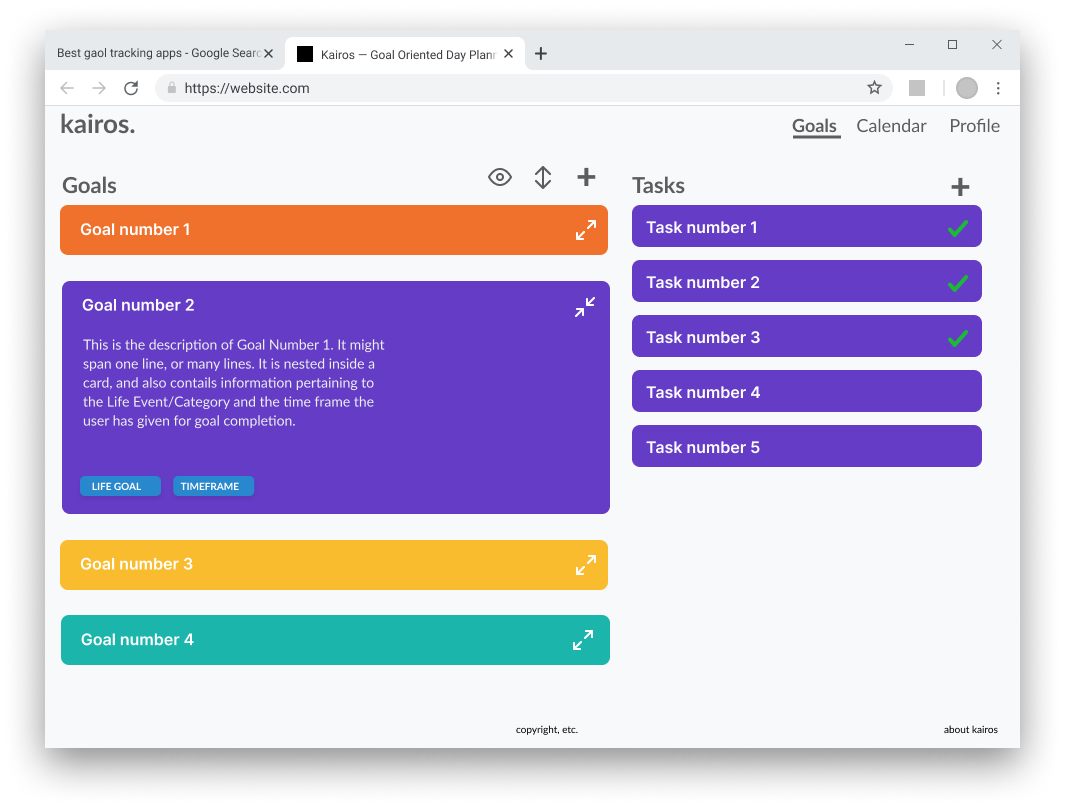 Best gaol tracking apps - Google Searc
Kairos — Goal Oriented Day Plann
https://website.com
kairos.
Goals Calendar Profile
Goals
Goal number 1
Goal number 2
This is the description of Goal Number 1. It might
span one line, or many lines. It is nested inside a
card, and also contails information pertaining to
the Life Event/Category and the time frame the
user has given for goal completion.
LIFE GOAL TIMEFRAME
Goal number 3
Goal number 4
Tasks
Task number 1
Task number 2
Task number 3
Task number 4
Task number 5
copyright, etc.
about kairos